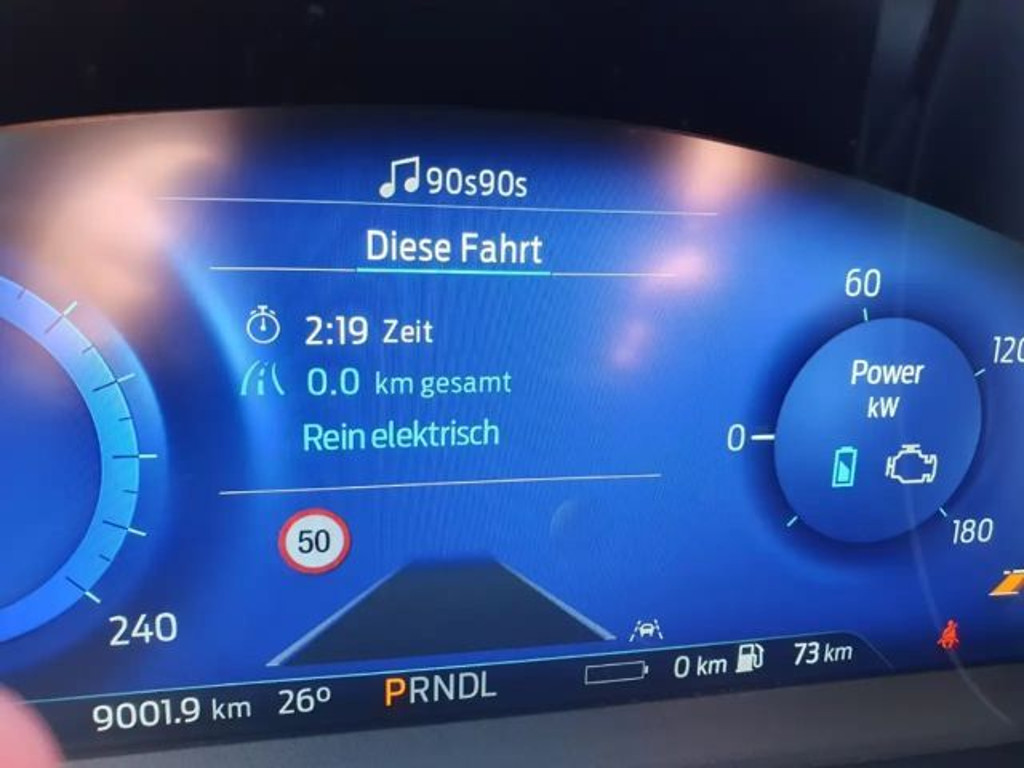 90s90s
Diese Fahrt
2:19 Zeit
0.0 km gesamt
Rein elektrisch
50
240
60
120
Power
kW
0
180
9001.9 km 26° PRNDL 0 km 73 km